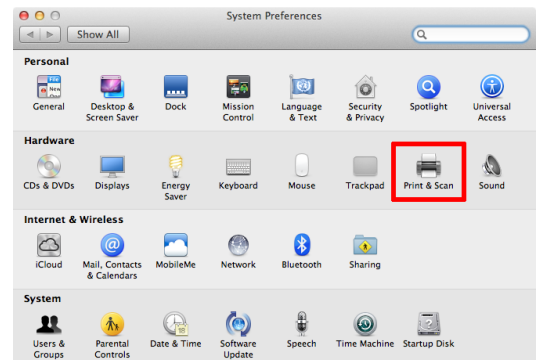 System Preferences
Show All
Personal
General
Desktop & Screen Saver
Dock
Mission Control
Language & Text
Security & Privacy
Spotlight
Universal Access
Hardware
CDs & DVDs
Displays
Energy Saver
Keyboard
Mouse
Trackpad
Print & Scan
Sound
Internet & Wireless
iCloud
Mail, Contacts & Calendars
MobileMe
Network
Bluetooth
Sharing
System
Users & Groups
Parental Controls
Date & Time
Software Update
Speech
Time Machine
Startup Disk